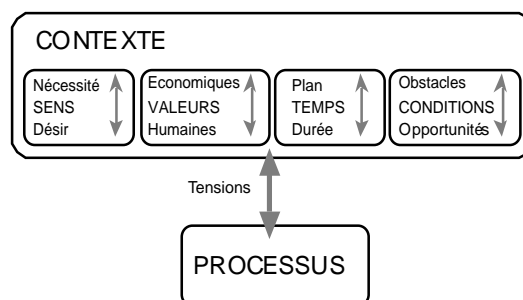 CONTEXTE
Nécessité
SENS
Désir
Economiques
VALEURS
Humaines
Plan
TEMPS
Durée
Obstacles
CONDITIONS
Opportunités
Tensions
PROCESSUS